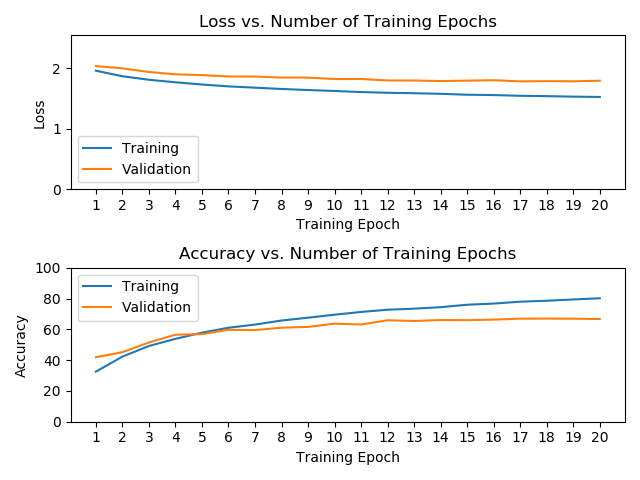 Loss vs. Number of Training Epochs
2
1
0
Loss
Training
Validation
1 2 3 4 5 6 7 8 9 10 11 12 13 14 15 16 17 18 19 20
Training Epoch
Accuracy vs. Number of Training Epochs
100
80
60
40
20
0
Accuracy
Training
Validation
1 2 3 4 5 6 7 8 9 10 11 12 13 14 15 16 17 18 19 20
Training Epoch